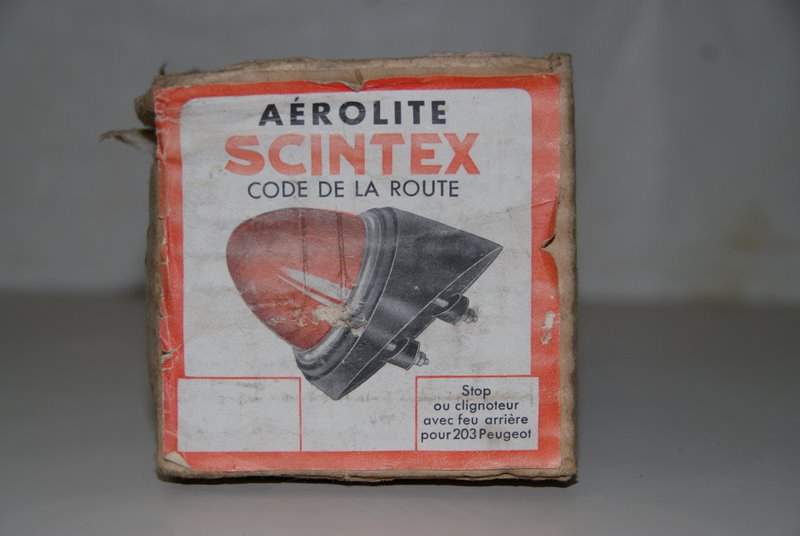 AÉROLITE
SCINTEX
CODE DE LA ROUTE
Stop
ou clignoteur
avec feu arrière
pour 203 Peugeot